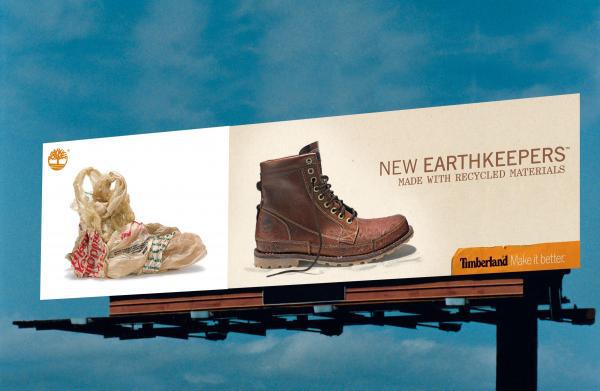 NEW EARTHKEEPERS™
MADE WITH RECYCLED MATERIALS
Timberland Make it better.